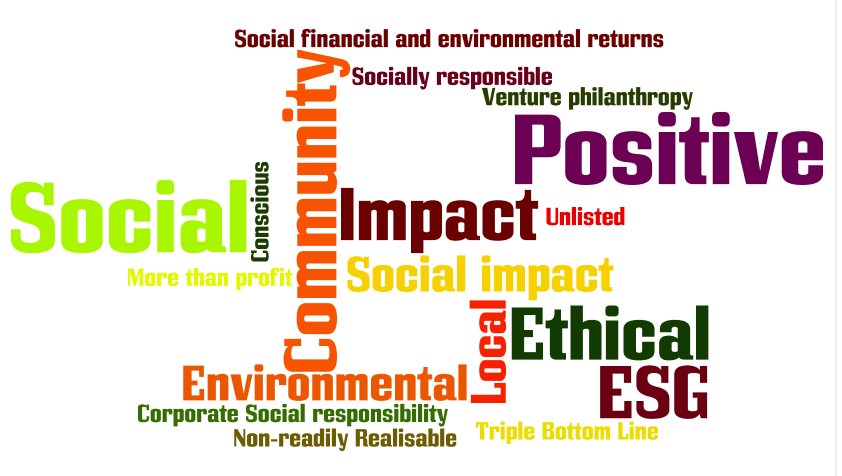 Social financial and environmental returns
Socially responsible
Venture philanthropy
Community
Positive
Social
Conscious
Impact
Unlisted
More than profit
Social impact
Local
Ethical
Environmental
ESG
Corporate Social responsibility
Triple Bottom Line
Non-readily Realisable